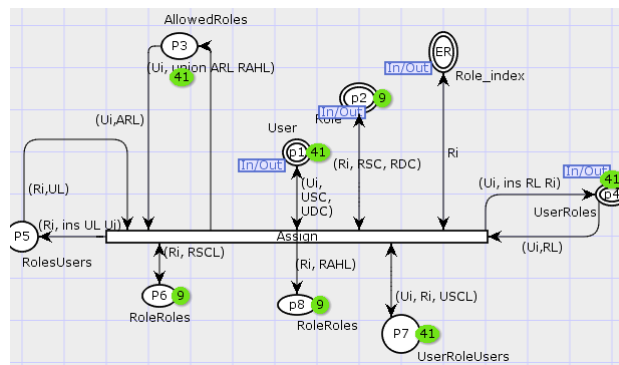 AllowedRoles
P3
(Ui, union ARL RAHL)
41
ER
In/Out
Role_index
p2
9
In/Out
Role
User
(Ui,ARL)
p1
41
In/Out
(Ri, RSC, RDC)
Ri
In/Out
41
p4
(Ui, ins RL Ri)
(Ri,UL)
(Ui,
USC,
UDC)
UserRoles
P5
(Ri, ins UL Ui)
Assign
(Ui,RL)
RolesUsers
(Ri, RSCL)
(Ri, RAHL)
P6
9
RoleRoles
p8
9
RoleRoles
(Ui, Ri, USCL)
P7
41
UserRoleUsers